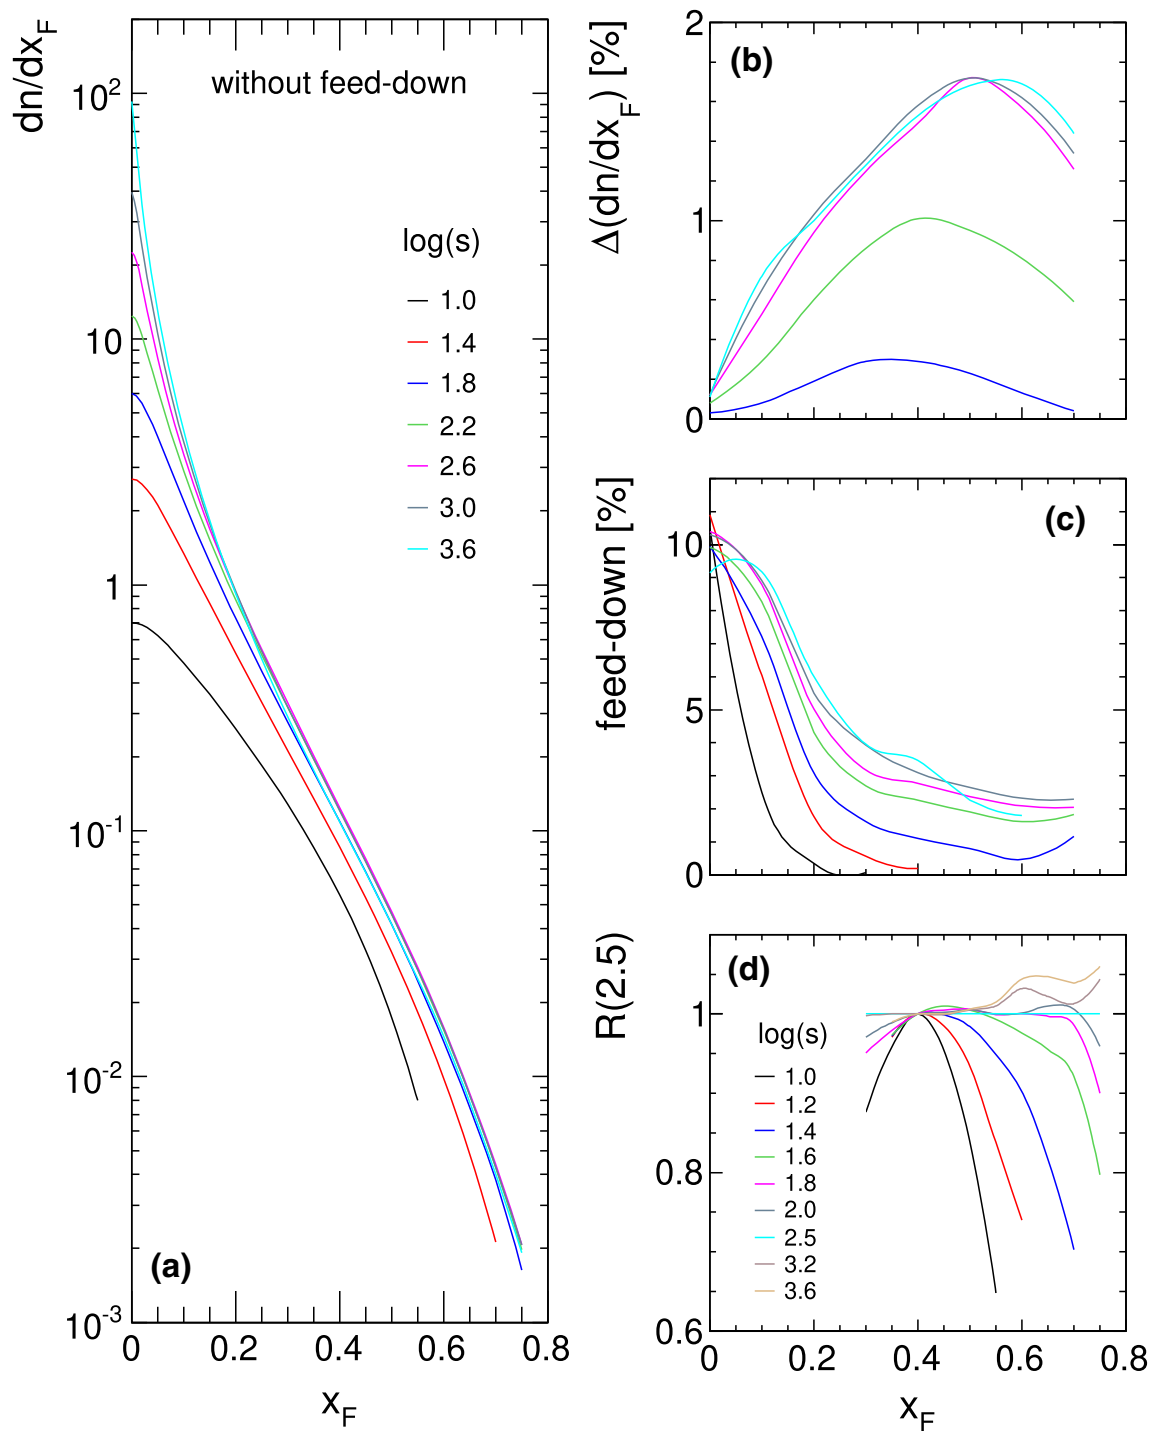 dn/dx_F
without feed-down
10^2
10
1
10^-1
10^-2
10^-3
log(s)
1.0
1.4
1.8
2.2
2.6
3.0
3.6
(a)
0 0.2 0.4 0.6 0.8
x_F
Δ(dn/dx_F) [%]
(b)
2
1
0
feed-down [%]
(c)
10
5
0
R(2.5)
(d)
1
0.8
0.6
log(s)
1.0
1.2
1.4
1.6
1.8
2.0
2.5
3.2
3.6
0 0.2 0.4 0.6 0.8
x_F